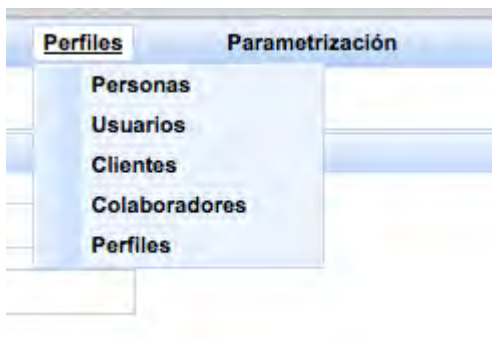 Perfiles Parametrización
Personas
Usuarios
Clientes
Colaboradores
Perfiles